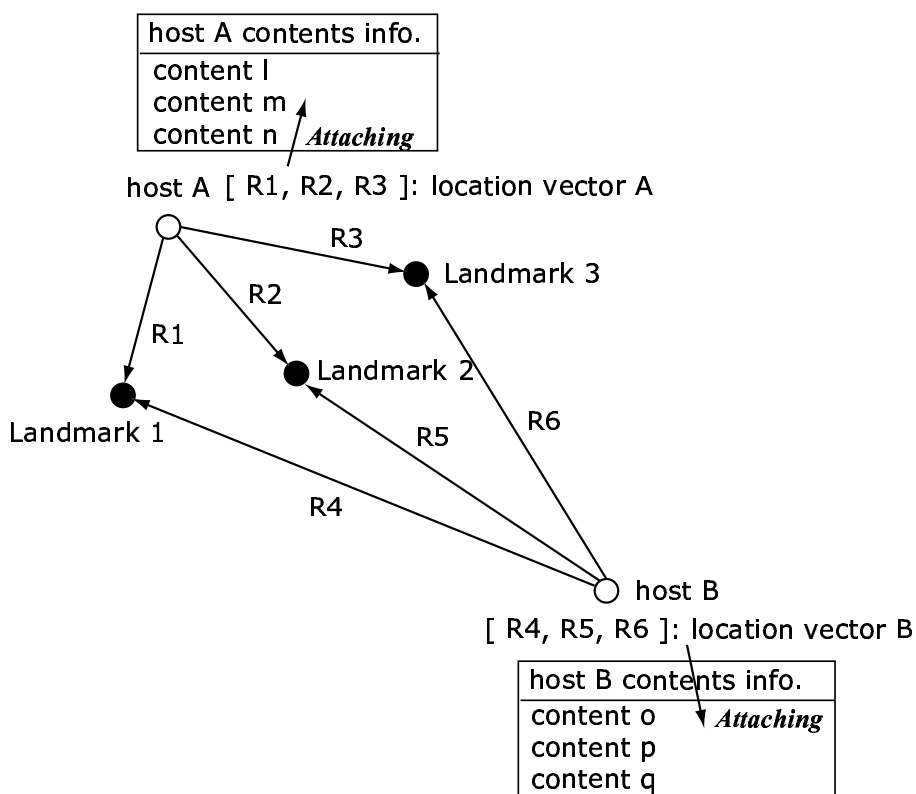 host A contents info.
content l
content m
content n
Attaching
host A [ R1, R2, R3 ]: location vector A
R3
Landmark 3
R2
R1
Landmark 2
Landmark 1
R6
R5
R4
host B
[ R4, R5, R6 ]: location vector B
host B contents info.
content o
Attaching
content p
content q